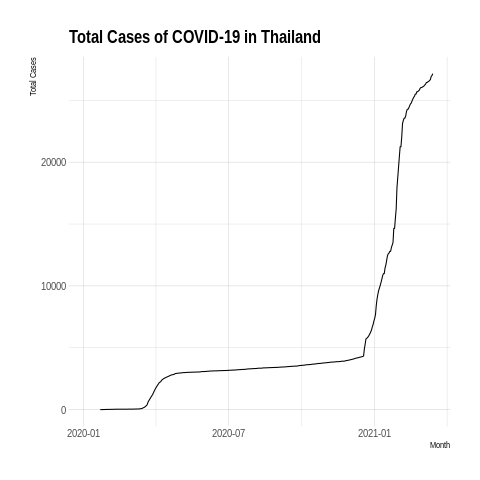 Total Cases of COVID-19 in Thailand
Total Cases
20000
10000
0
2020-01 2020-07 2021-01
Month